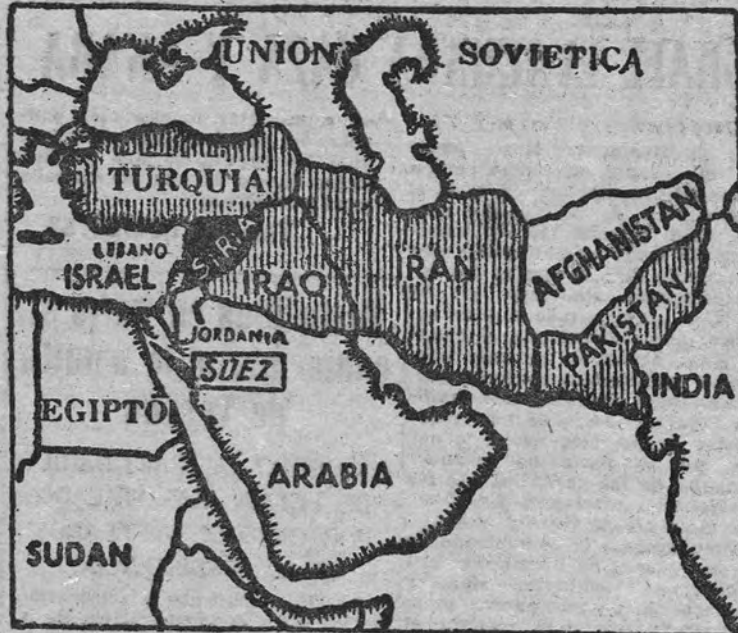 UNION SOVIETICA
TURQUIA
LIBANO
SIRIA
ISRAEL
IRAQ
IRAN
AFGHANISTAN
PAKISTAN
JORDANIA
SUEZ
INDIA
EGIPTO
ARABIA
SUDAN